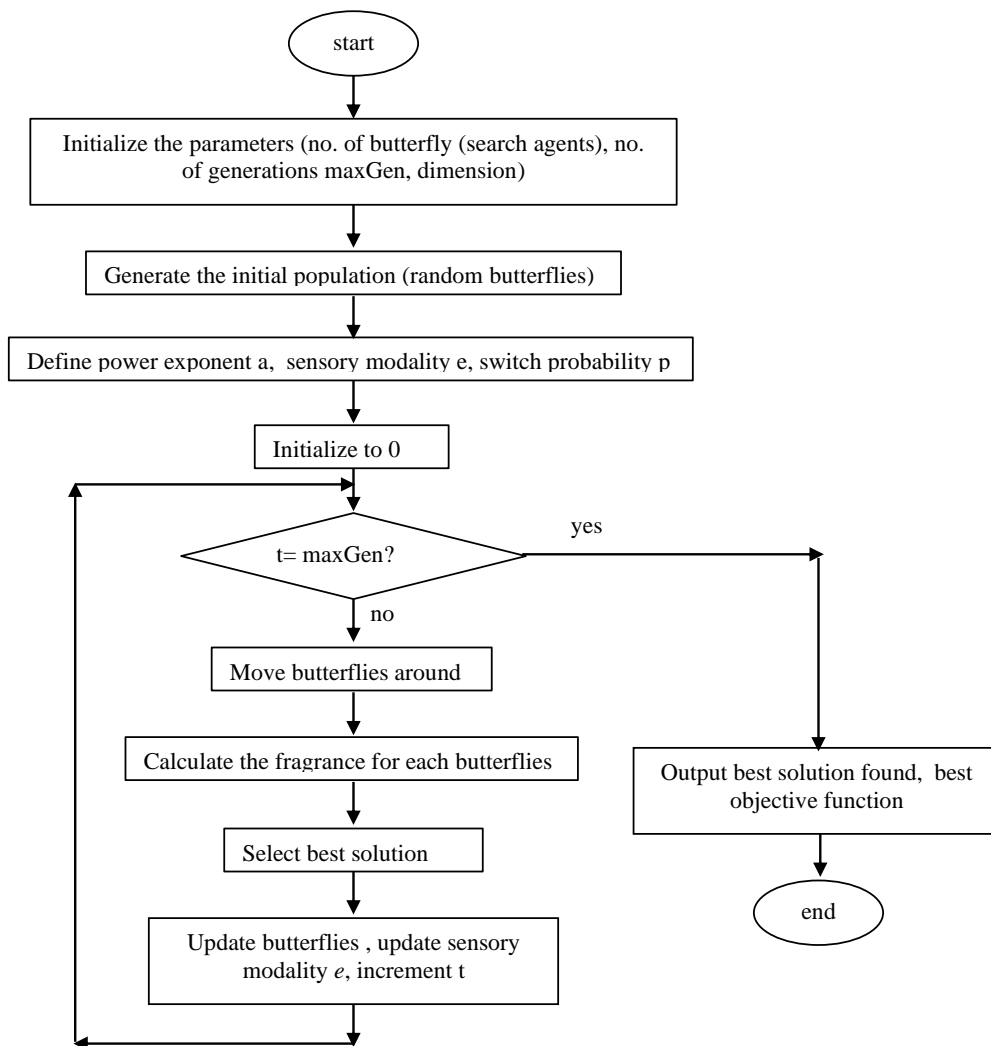 start
Initialize the parameters (no. of butterfly (search agents), no.
of generations maxGen, dimension)
Generate the initial population (random butterflies)
Define power exponent a, sensory modality e, switch probability p
Initialize to 0
t= maxGen?
yes
no
Move butterflies around
Calculate the fragrance for each butterflies
Select best solution
Update butterflies , update sensory
modality e, increment t
Output best solution found, best
objective function
end